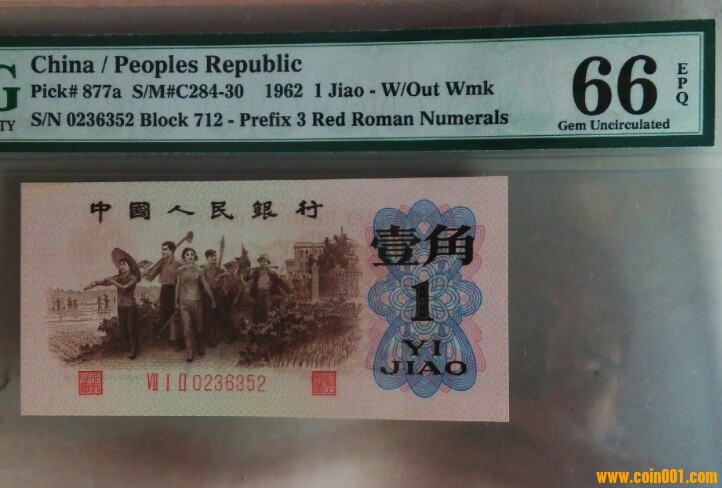 China / Peoples Republic
Pick# 877a S/M#C284-30 1962 1 Jiao - W/Out Wmk
S/N 0236352 Block 712 - Prefix 3 Red Roman Numerals
66
EPQ
Gem Uncirculated
G
TY
中國人民銀行
壹角
1
YI
JIAO
VII I II 0236352
www.coin001.com